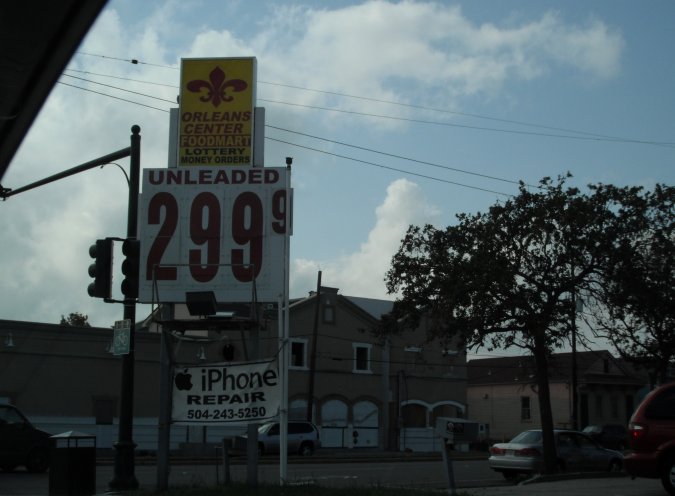 ORLEANS
CENTER
FOODMART
LOTTERY
MONEY ORDERS
UNLEADED
2999
iPhone
REPAIR
504-243-5250